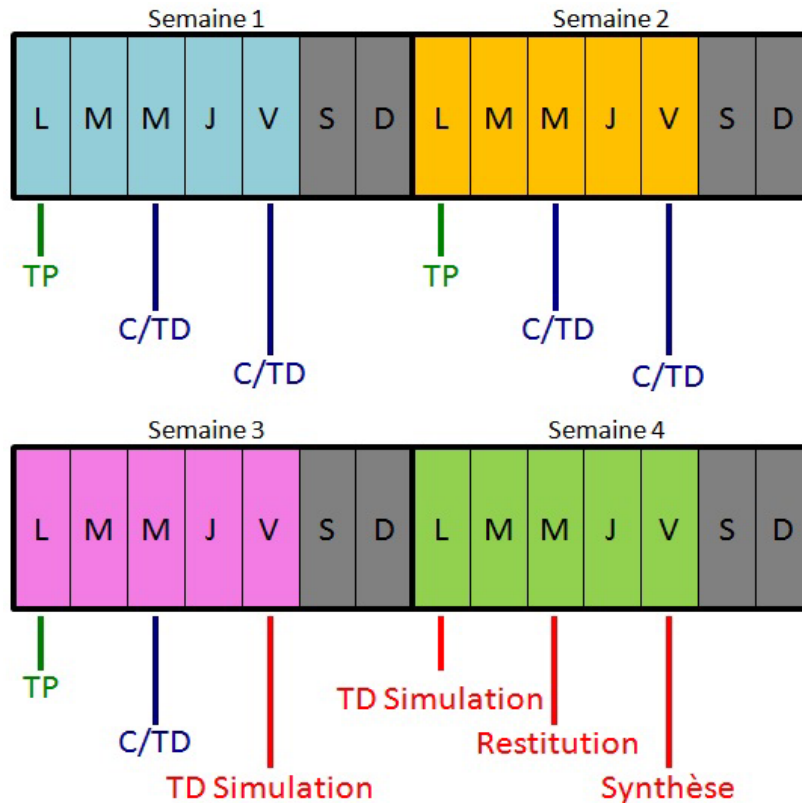 Semaine 1 Semaine 2
L M M J V S D L M M J V S D
TP TP
C/TD C/TD
C/TD C/TD
Semaine 3 Semaine 4
L M M J V S D L M M J V S D
TP TD Simulation
C/TD Restitution
TD Simulation Synthèse